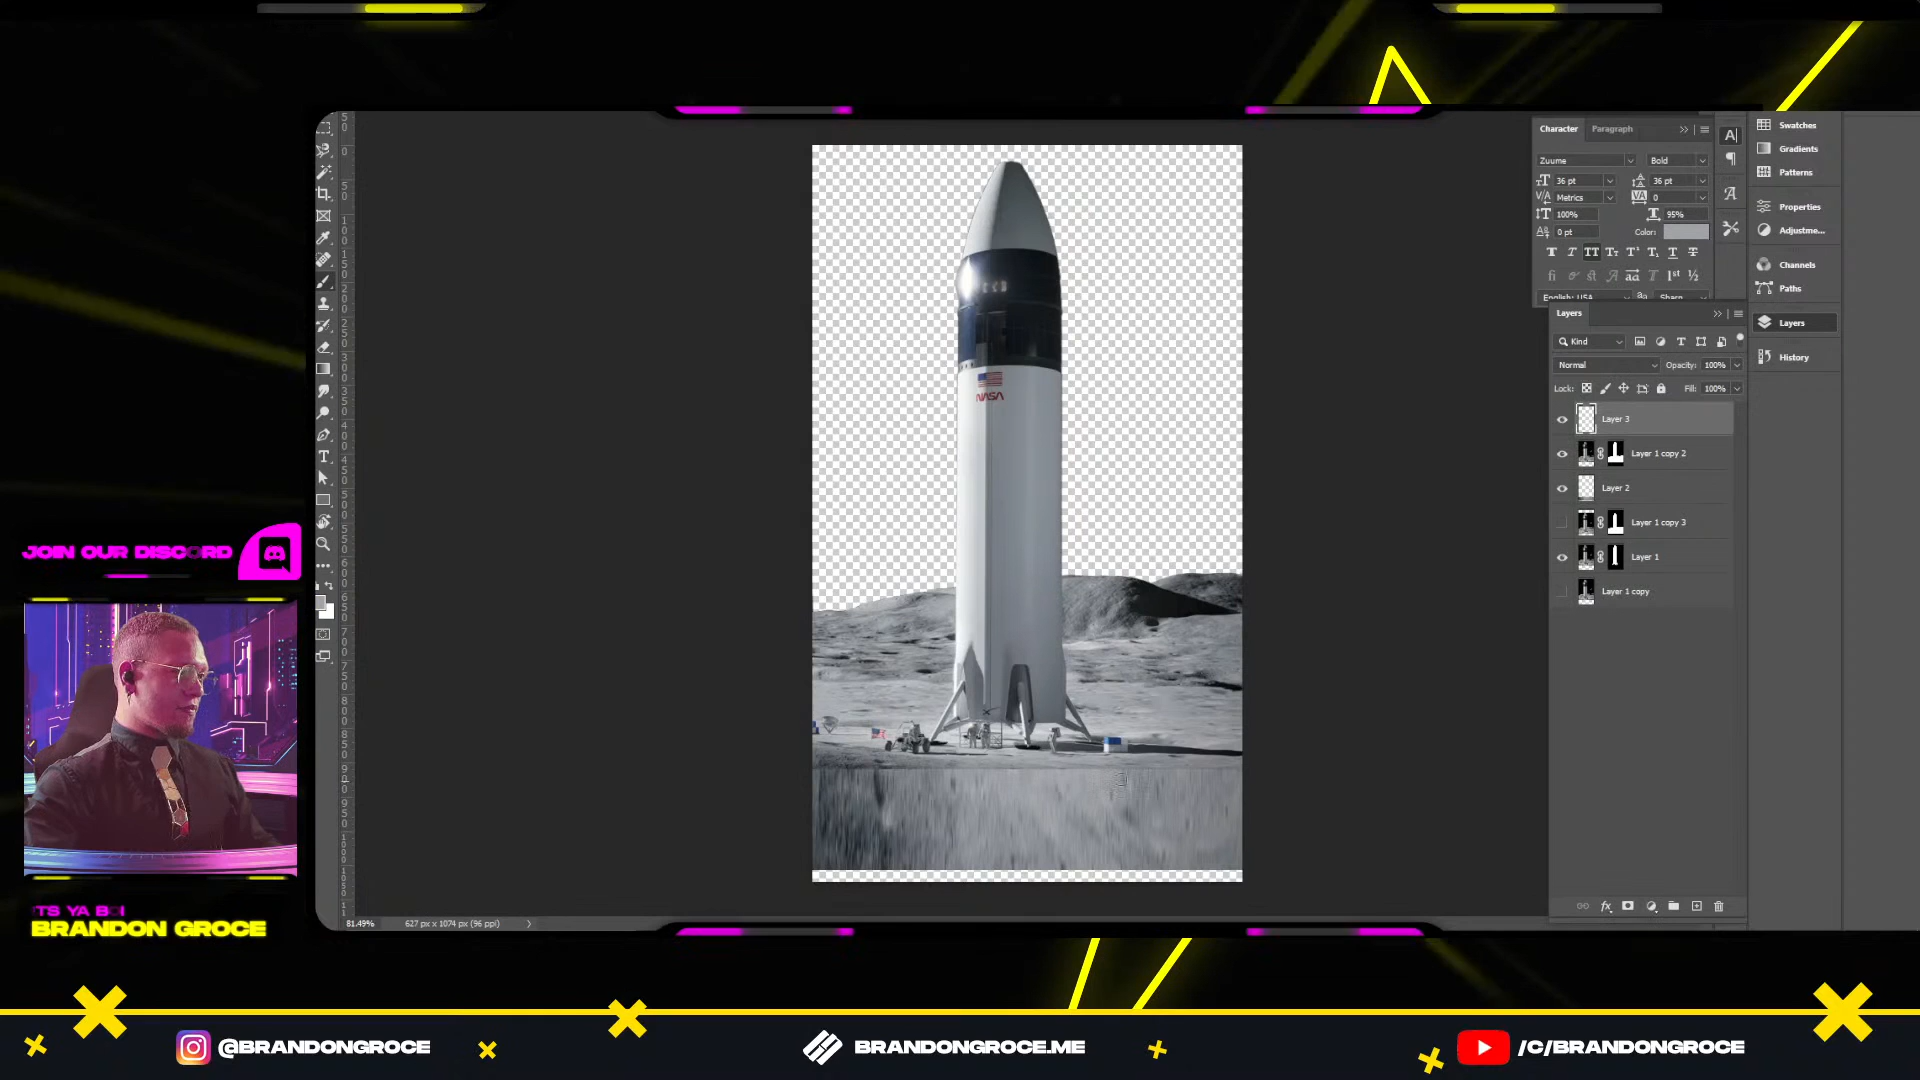 Character Paragraph
Zuume Bold
36 pt 36 pt
Metrics 0
100% 95%
0 pt Color:
English: USA Sharp
Swatches
Gradients
Patterns
Properties
Adjustme...
Channels
Paths
Layers
History
Layers
Kind
Normal Opacity: 100%
Lock: Fill: 100%
Layer 3
Layer 1 copy 2
Layer 2
Layer 1 copy 3
Layer 1
Layer 1 copy
NASA
81.49% 627 px x 1074 px (96 ppi)
JOIN OUR DISCORD
BRANDON GROCE
@BRANDONGROCE
BRANDONGROCE.ME
/C/BRANDONGROCE